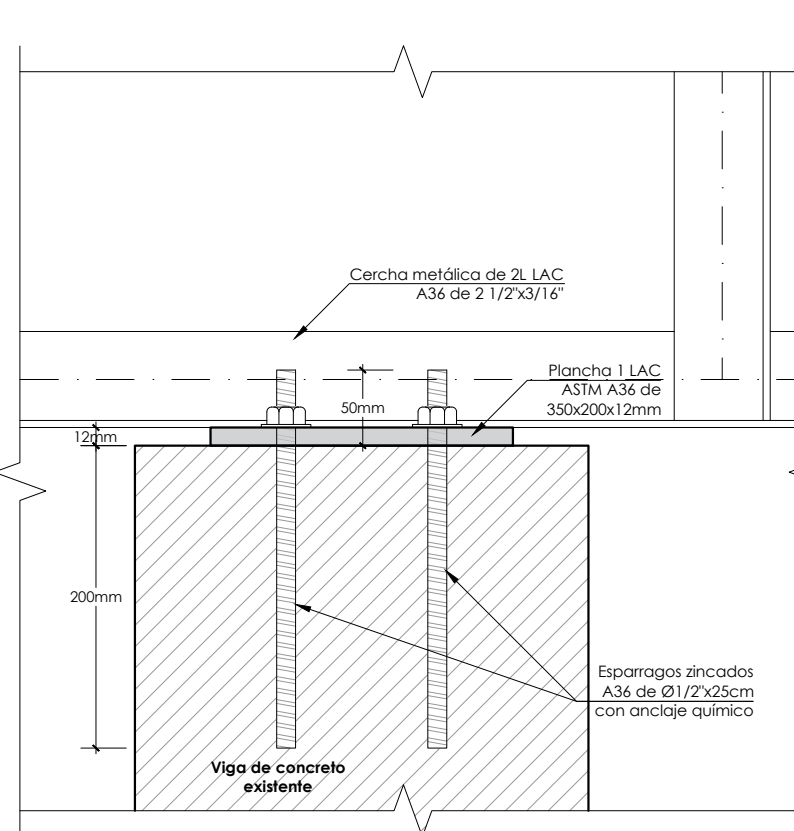 Cercha metálica de 2L LAC
A36 de 2 1/2"x3/16"
Plancha 1 LAC
ASTM A36 de
350x200x12mm
50mm
12mm
200mm
Esparragos zincados
A36 de Ø1/2"x25cm
con anclaje químico
Viga de concreto
existente